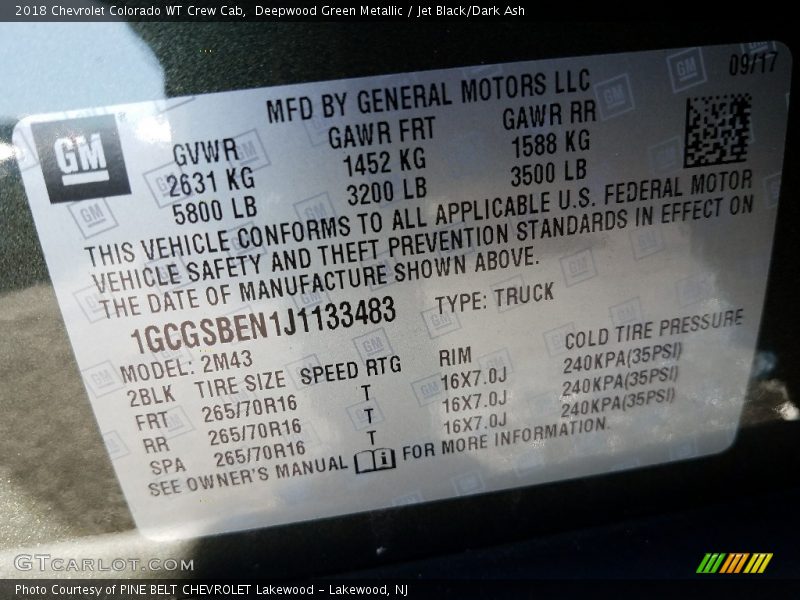 2018 Chevrolet Colorado WT Crew Cab, Deepwood Green Metallic / Jet Black/Dark Ash
09/17
MFD BY GENERAL MOTORS LLC
GM
GVWR GAWR FRT GAWR RR
2631 KG 1452 KG 1588 KG
5800 LB 3200 LB 3500 LB
THIS VEHICLE CONFORMS TO ALL APPLICABLE U.S. FEDERAL MOTOR
VEHICLE SAFETY AND THEFT PREVENTION STANDARDS IN EFFECT ON
THE DATE OF MANUFACTURE SHOWN ABOVE.
1GCGSBEN1J1133483 TYPE: TRUCK
MODEL: 2M43
2BLK TIRE SIZE SPEED RTG RIM COLD TIRE PRESSURE
FRT 265/70R16 T 16X7.0J 240KPA(35PSI)
RR 265/70R16 T 16X7.0J 240KPA(35PSI)
SPA 265/70R16 T 16X7.0J 240KPA(35PSI)
SEE OWNER'S MANUAL i FOR MORE INFORMATION.
GTCARLOT.COM
Photo Courtesy of PINE BELT CHEVROLET Lakewood - Lakewood, NJ